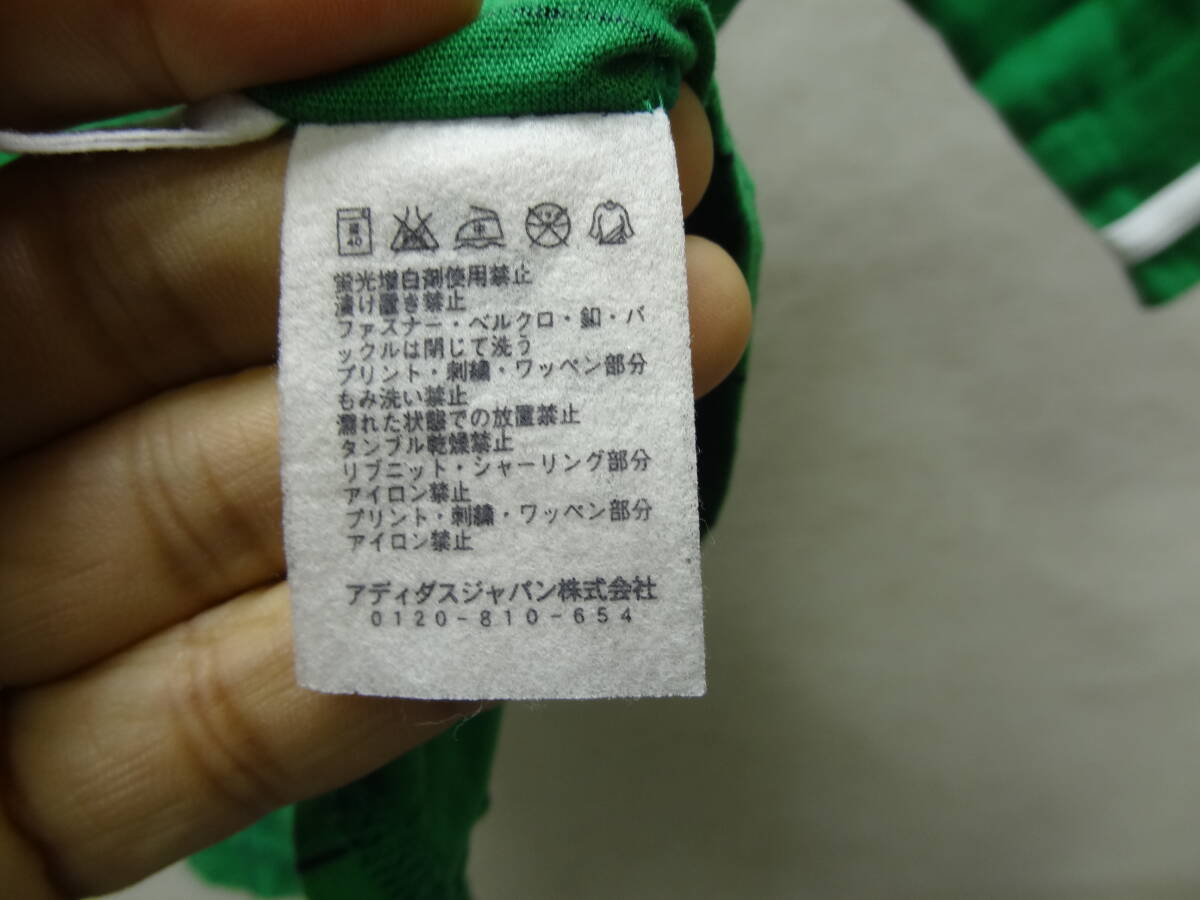 40
中
蛍光増白剤使用禁止
漬け置き禁止
ファスナー・ベルクロ・釦・バ
ックルは閉じて洗う
プリント・刺繍・ワッペン部分
もみ洗い禁止
濡れた状態での放置禁止
タンブル乾燥禁止
リブニット・シャーリング部分
アイロン禁止
プリント・刺繍・ワッペン部分
アイロン禁止
アディダスジャパン株式会社
0120-810-654